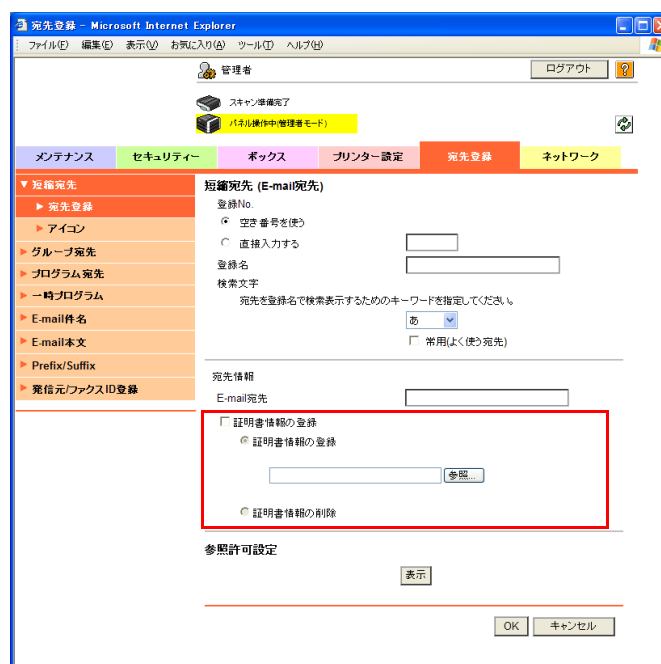 宛先登録 - Microsoft Internet Explorer
ファイル(F) 編集(E) 表示(V) お気に入り(A) ツール(T) ヘルプ(H)
管理者 ログアウト ?
スキャン準備完了
パネル操作中(管理者モード)
メンテナンス セキュリティー ボックス プリンター設定 宛先登録 ネットワーク
▼短縮宛先
▶宛先登録
▶アイコン
▶グループ宛先
▶プログラム宛先
▶一時プログラム
▶E-mail件名
▶E-mail本文
▶Prefix/Suffix
▶発信元/ファクスID登録
短縮宛先 (E-mail宛先)
登録No.
空き番号を使う
直接入力する
登録名
検索文字
宛先を登録名で検索表示するためのキーワードを指定してください。
あ
常用(よく使う宛先)
宛先情報
E-mail宛先
証明書情報の登録
証明書情報の登録
参照...
証明書情報の削除
参照許可設定
表示
OK キャンセル